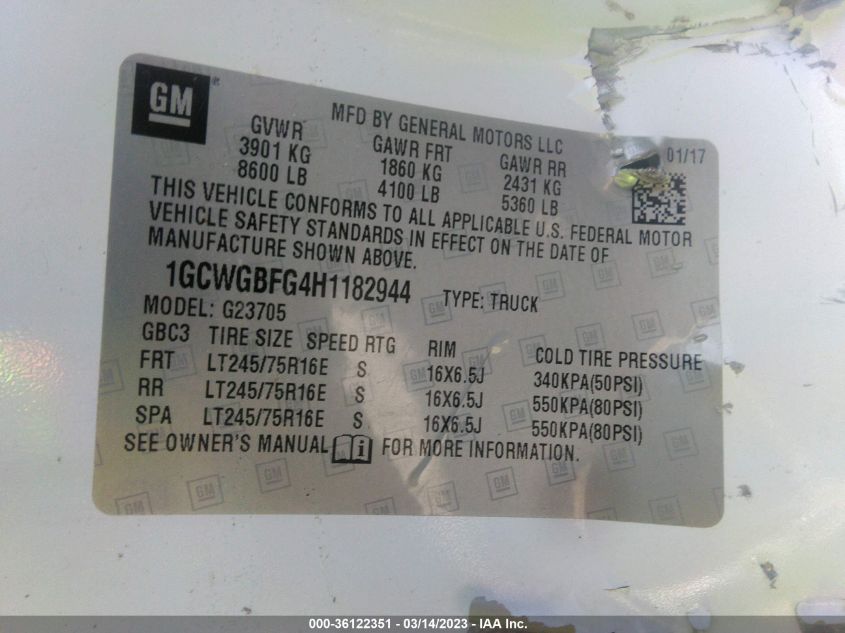 GM®
MFD BY GENERAL MOTORS LLC
GVWR GAWR FRT GAWR RR 01/17
3901 KG 1860 KG 2431 KG
8600 LB 4100 LB 5360 LB
THIS VEHICLE CONFORMS TO ALL APPLICABLE U.S. FEDERAL MOTOR
VEHICLE SAFETY STANDARDS IN EFFECT ON THE DATE OF
MANUFACTURE SHOWN ABOVE.
1GCWGBFG4H1182944 TYPE: TRUCK
MODEL: G23705
GBC3 TIRE SIZE SPEED RTG RIM COLD TIRE PRESSURE
FRT LT245/75R16E S 16X6.5J 340KPA(50PSI)
RR LT245/75R16E S 16X6.5J 550KPA(80PSI)
SPA LT245/75R16E S 16X6.5J 550KPA(80PSI)
SEE OWNER'S MANUAL i FOR MORE INFORMATION.
000-36122351 - 03/14/2023 - IAA Inc.